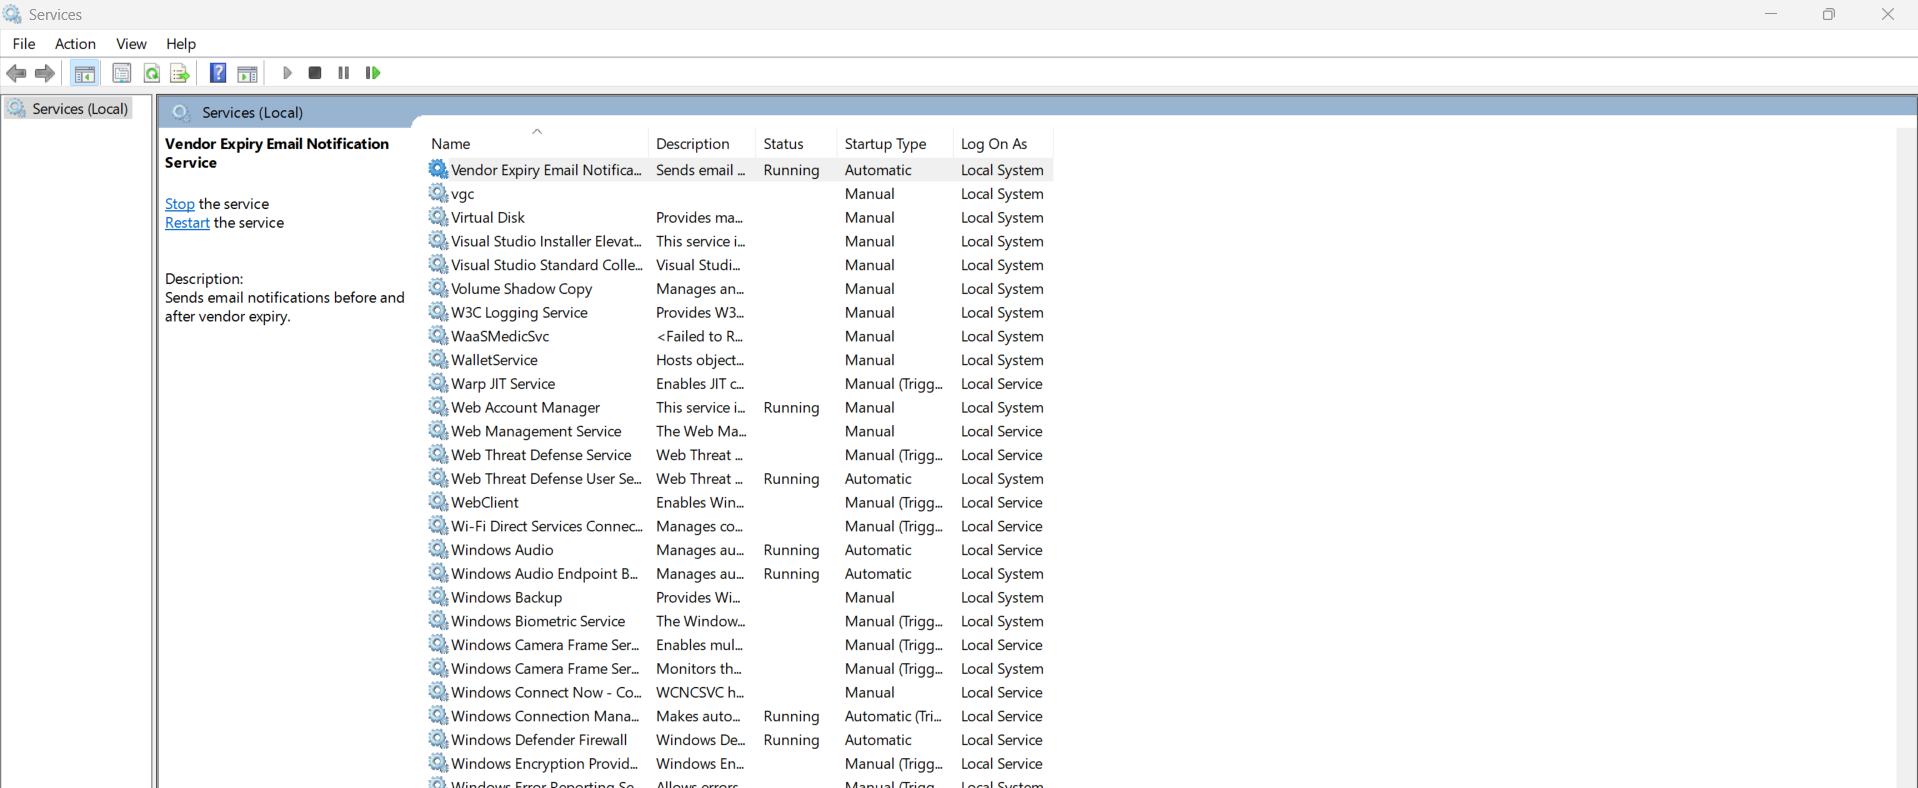 Services
File Action View Help
Services (Local)
Services (Local)
Vendor Expiry Email Notification
Service
Stop the service
Restart the service
Description:
Sends email notifications before and
after vendor expiry.
Name Description Status Startup Type Log On As
Vendor Expiry Email Notifica... Sends email ... Running Automatic Local System
vgc Manual Local System
Virtual Disk Provides ma... Manual Local System
Visual Studio Installer Elevat... This service i... Manual Local System
Visual Studio Standard Colle... Visual Studi... Manual Local System
Volume Shadow Copy Manages an... Manual Local System
W3C Logging Service Provides W3... Manual Local System
WaaSMedicSvc <Failed to R... Manual Local System
WalletService Hosts object... Manual Local System
Warp JIT Service Enables JIT c... Manual (Trigg... Local Service
Web Account Manager This service i... Running Manual Local System
Web Management Service The Web Ma... Manual Local Service
Web Threat Defense Service Web Threat ... Manual (Trigg... Local Service
Web Threat Defense User Se... Web Threat ... Running Automatic Local System
WebClient Enables Win... Manual (Trigg... Local Service
Wi-Fi Direct Services Connec... Manages co... Manual (Trigg... Local Service
Windows Audio Manages au... Running Automatic Local Service
Windows Audio Endpoint B... Manages au... Running Automatic Local System
Windows Backup Provides Wi... Manual Local System
Windows Biometric Service The Window... Manual (Trigg... Local System
Windows Camera Frame Ser... Enables mul... Manual (Trigg... Local Service
Windows Camera Frame Ser... Monitors th... Manual (Trigg... Local System
Windows Connect Now - Co... WCNCSVC h... Manual Local Service
Windows Connection Mana... Makes auto... Running Automatic (Tri... Local Service
Windows Defender Firewall Windows De... Running Automatic Local Service
Windows Encryption Provid... Windows En... Manual (Trigg... Local Service
Windows Error Reporting Se... Allows errors... Manual (Trigg... Local System